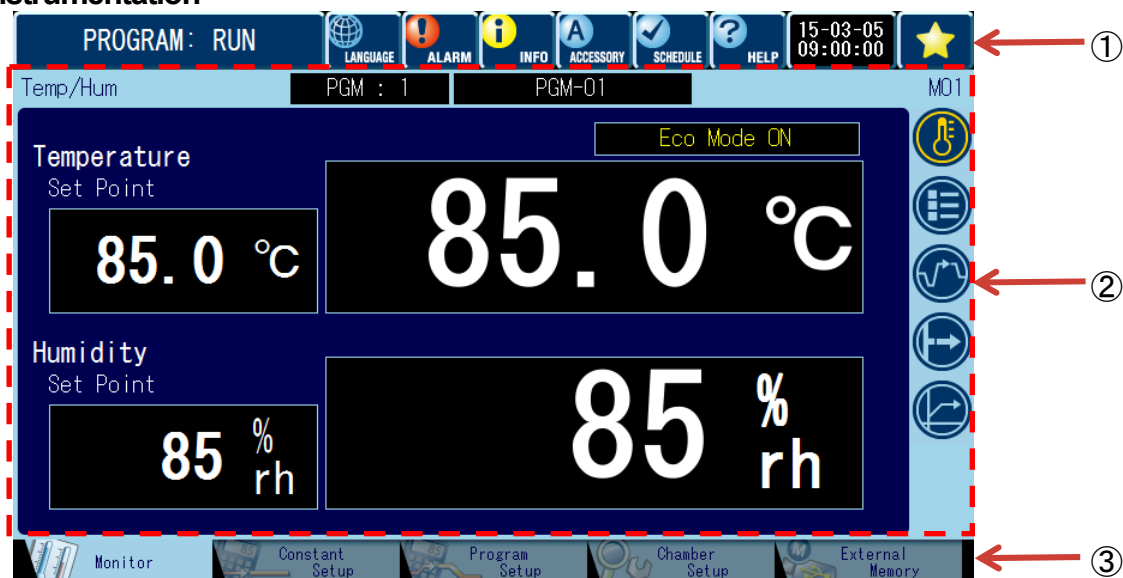 nstrumentation
PROGRAM: RUN
LANGUAGE
ALARM
INFO
A
ACCESSORY
SCHEDULE
?
HELP
15-03-05
09:00:00
①
Temp/Hum
PGM : 1
PGM-01
M01
Eco Mode ON
Temperature
Set Point
85.0 ℃
85.0 ℃
②
Humidity
Set Point
85 %rh
85 %rh
Monitor
Constant
Setup
Program
Setup
Chamber
Setup
External
Memory
③